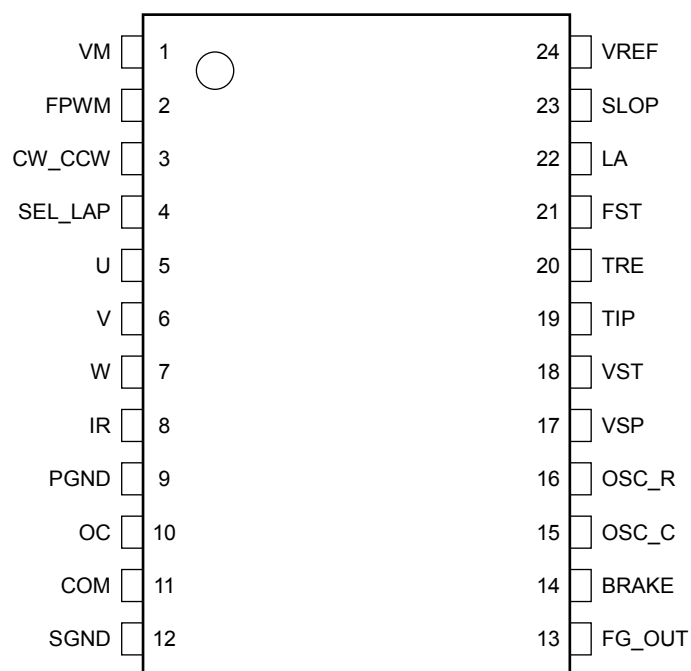 VM 1 24 VREF
FPWM 2 23 SLOP
CW_CCW 3 22 LA
SEL_LAP 4 21 FST
U 5 20 TRE
V 6 19 TIP
W 7 18 VST
IR 8 17 VSP
PGND 9 16 OSC_R
OC 10 15 OSC_C
COM 11 14 BRAKE
SGND 12 13 FG_OUT